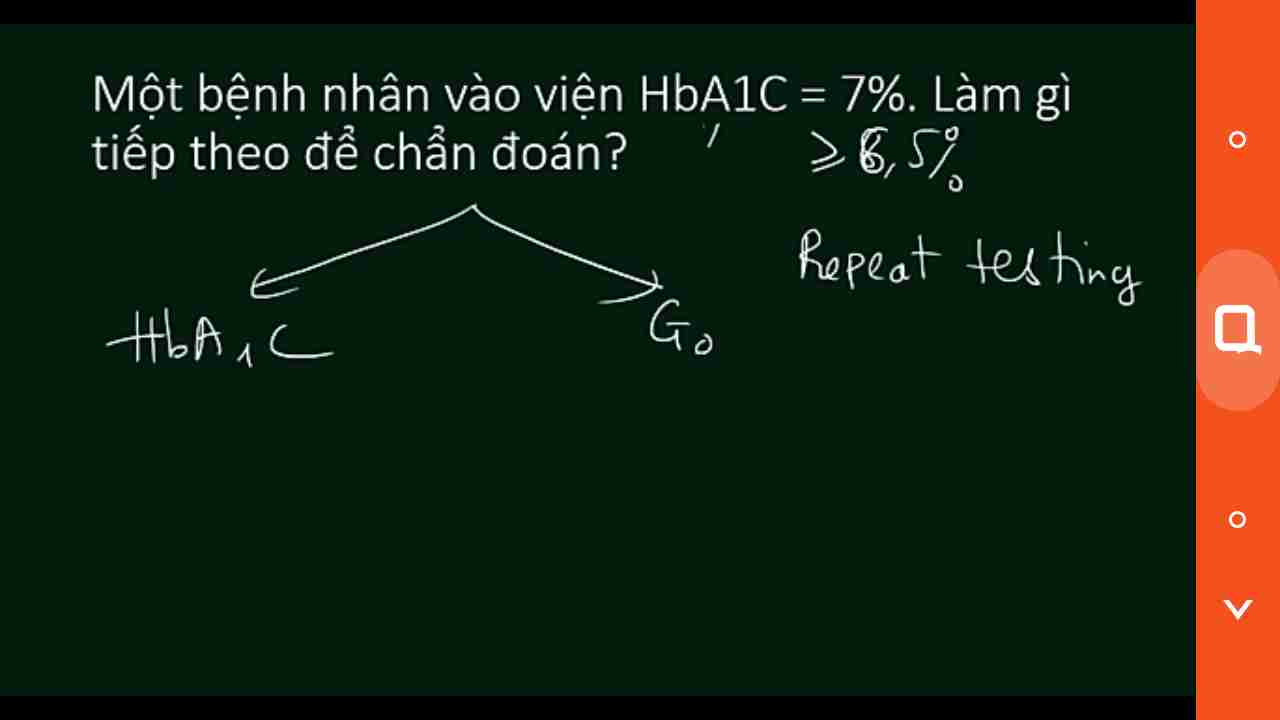 Một bệnh nhân vào viện HbA1C = 7%. Làm gì
tiếp theo để chẩn đoán?
≥ 6,5%
Repeat testing
HbA1C
G0